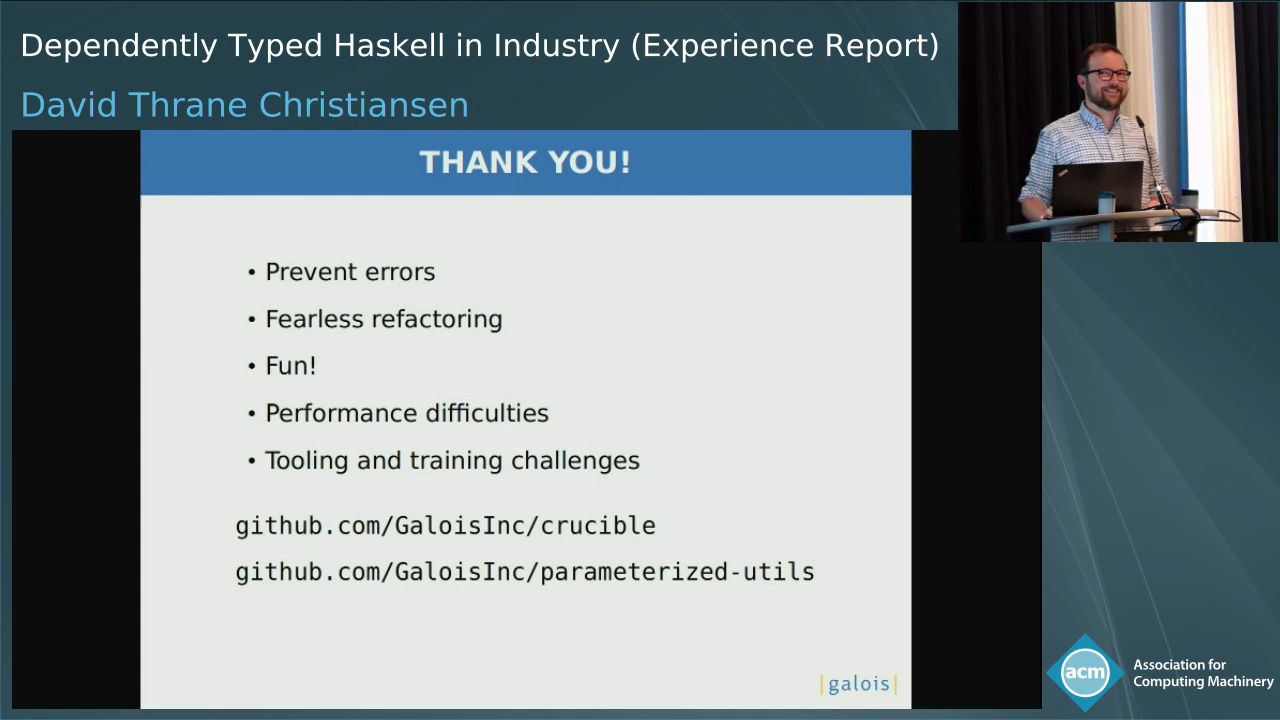 Dependently Typed Haskell in Industry (Experience Report)
David Thrane Christiansen
THANK YOU!
• Prevent errors
• Fearless refactoring
• Fun!
• Performance difficulties
• Tooling and training challenges
github.com/GaloisInc/crucible
github.com/GaloisInc/parameterized-utils
|galois|
acm
Association for
Computing Machinery